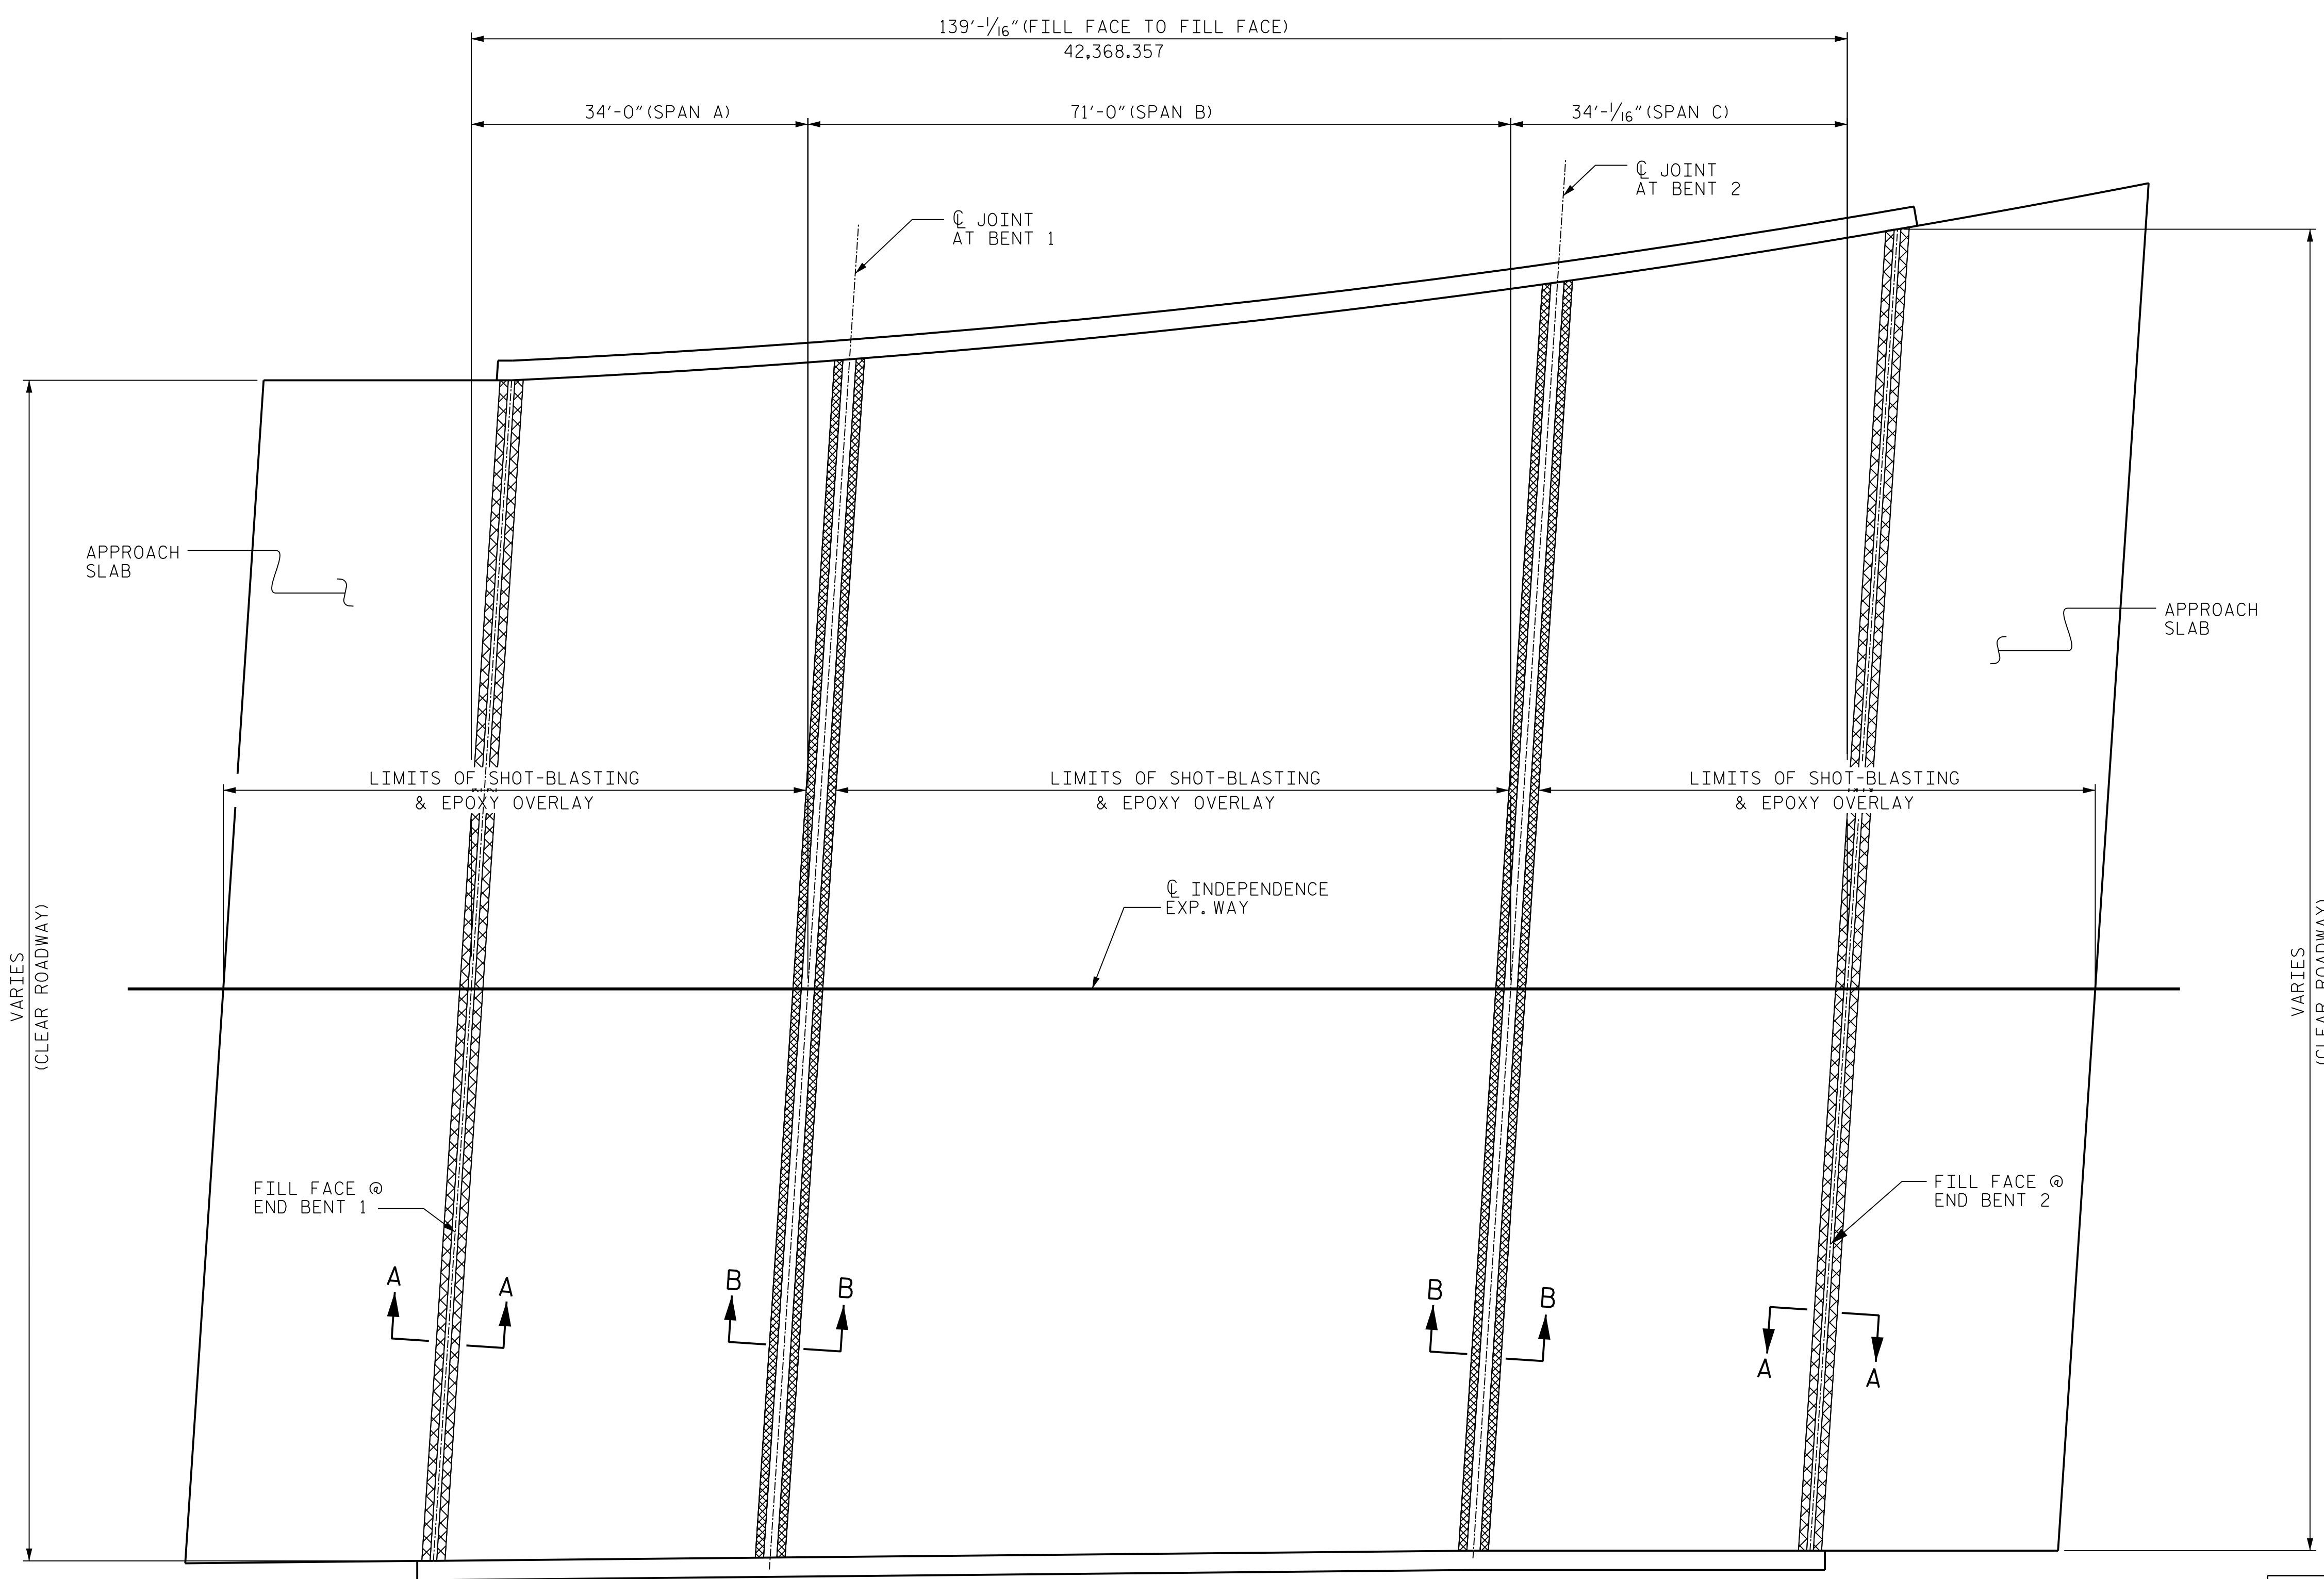 139'-1/16" (FILL FACE TO FILL FACE)
42,368.357
34'-0" (SPAN A)
71'-0" (SPAN B)
34'-1/16" (SPAN C)
℄ JOINT
AT BENT 2
℄ JOINT
AT BENT 1
APPROACH
SLAB
APPROACH
SLAB
LIMITS OF SHOT-BLASTING
& EPOXY OVERLAY
LIMITS OF SHOT-BLASTING
& EPOXY OVERLAY
LIMITS OF SHOT-BLASTING
& EPOXY OVERLAY
℄ INDEPENDENCE
EXP. WAY
VARIES
(CLEAR ROADWAY)
VARIES
(CLEAR ROADWAY)
FILL FACE @
END BENT 1
FILL FACE @
END BENT 2
A
A
B
B
B
B
A
A